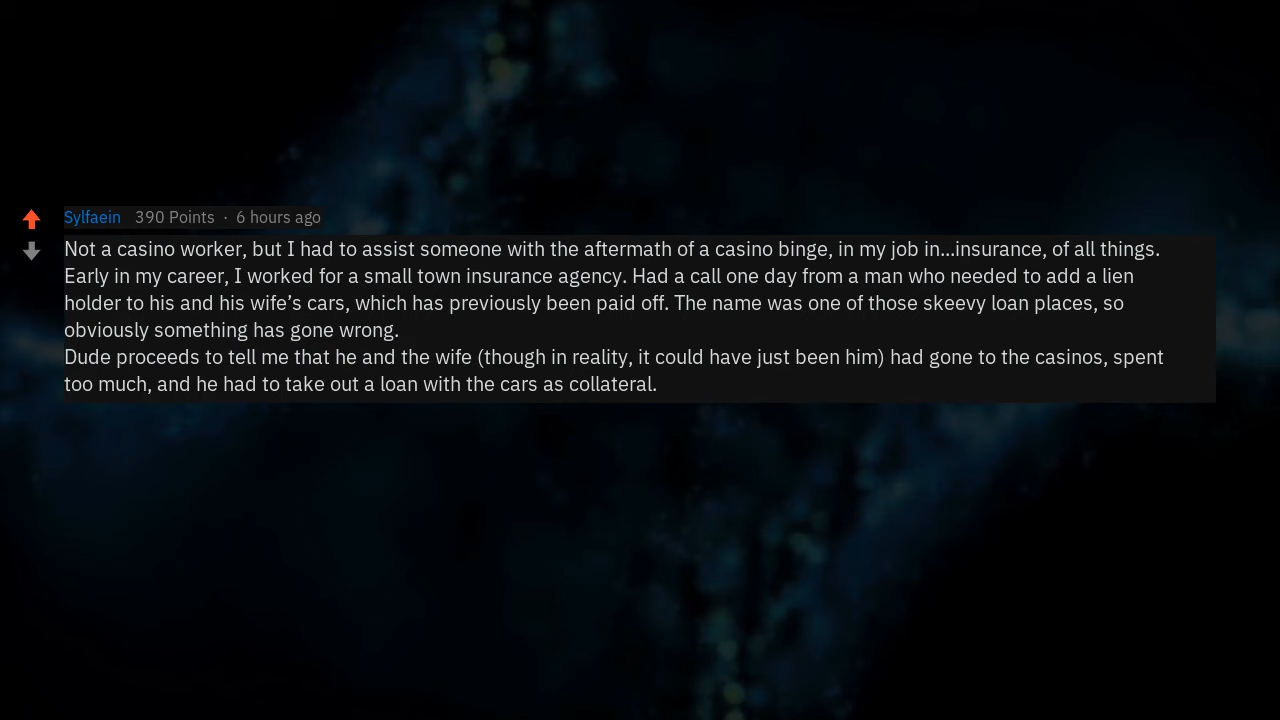 Sylfaein 390 Points · 6 hours ago
Not a casino worker, but I had to assist someone with the aftermath of a casino binge, in my job in...insurance, of all things.
Early in my career, I worked for a small town insurance agency. Had a call one day from a man who needed to add a lien
holder to his and his wife’s cars, which has previously been paid off. The name was one of those skeevy loan places, so
obviously something has gone wrong.
Dude proceeds to tell me that he and the wife (though in reality, it could have just been him) had gone to the casinos, spent
too much, and he had to take out a loan with the cars as collateral.